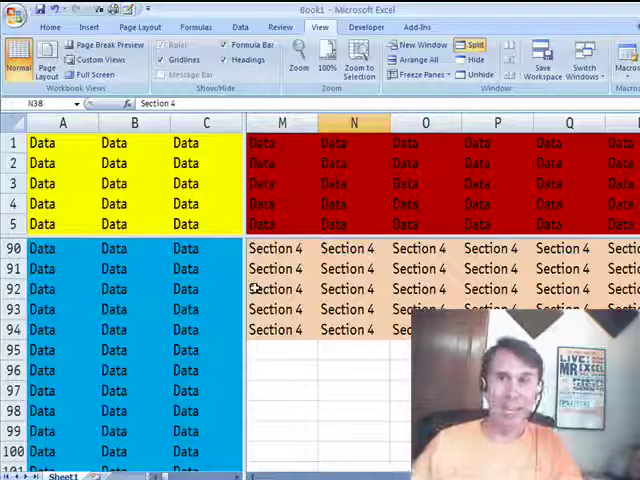 Book1 - Microsoft Excel
Home Insert Page Layout Formulas Data Review View Developer Add-Ins
Normal Page Layout Page Break Preview Custom Views Full Screen
Ruler Gridlines Message Bar Formula Bar Headings
Zoom 100% Zoom to Selection
New Window Arrange All Freeze Panes Split Hide Unhide
Save Workspace Switch Windows
Workbook Views Show/Hide Zoom Window
N38 Section 4
A B C M N O P Q
1 Data Data Data Data Data Data Data Data
2 Data Data Data Data Data Data Data Data
3 Data Data Data Data Data Data Data Data
4 Data Data Data Data Data Data Data Data
5 Data Data Data Data Data Data Data Data
90 Data Data Data Section 4 Section 4 Section 4 Section 4 Section 4
91 Data Data Data Section 4 Section 4 Section 4 Section 4 Section 4
92 Data Data Data Section 4 Section 4 Section 4 Section 4 Section 4
93 Data Data Data Section 4 Section 4
94 Data Data Data Section 4 Section 4
95 Data Data Data
96 Data Data Data
97 Data Data Data
98 Data Data Data
99 Data Data Data
100 Data Data Data
101
LIVE!
MR EXCEL
Sheet1